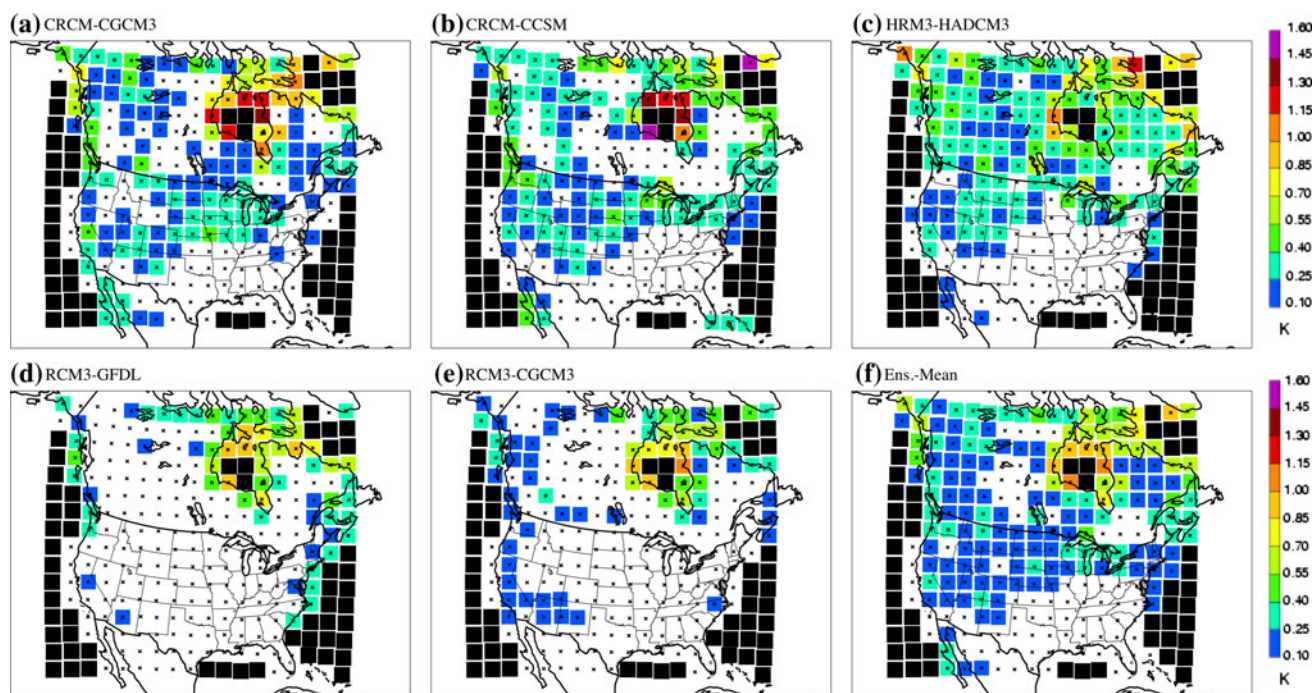 (a) CRCM-CGCM3
(b) CRCM-CCSM
(c) HRM3-HADCM3
1.60
1.45
1.30
1.15
1.00
0.85
0.70
0.55
0.40
0.25
0.10
K
(d) RCM3-GFDL
(e) RCM3-CGCM3
(f) Ens.-Mean
1.60
1.45
1.30
1.15
1.00
0.85
0.70
0.55
0.40
0.25
0.10
K